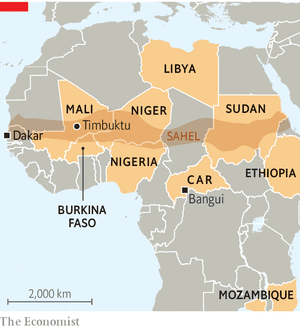 LIBYA
MALI
NIGER
SUDAN
Dakar
Timbuktu
SAHEL
NIGERIA
ETHIOPIA
CAR
BURKINA
FASO
Bangui
2,000 km
MOZAMBIQUE
The Economist